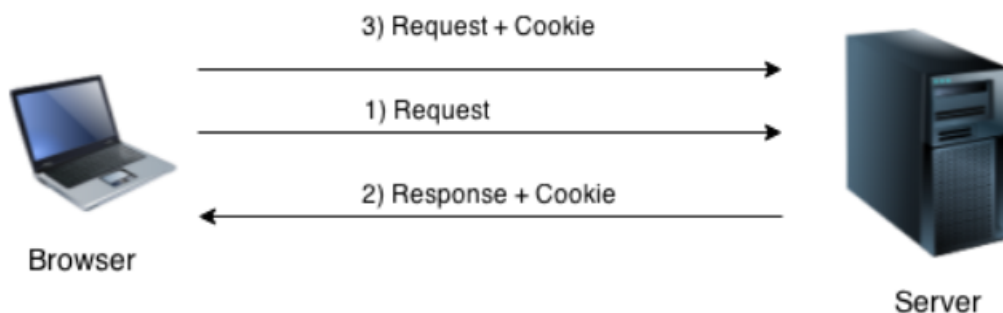 3) Request + Cookie
1) Request
2) Response + Cookie
Browser
Server